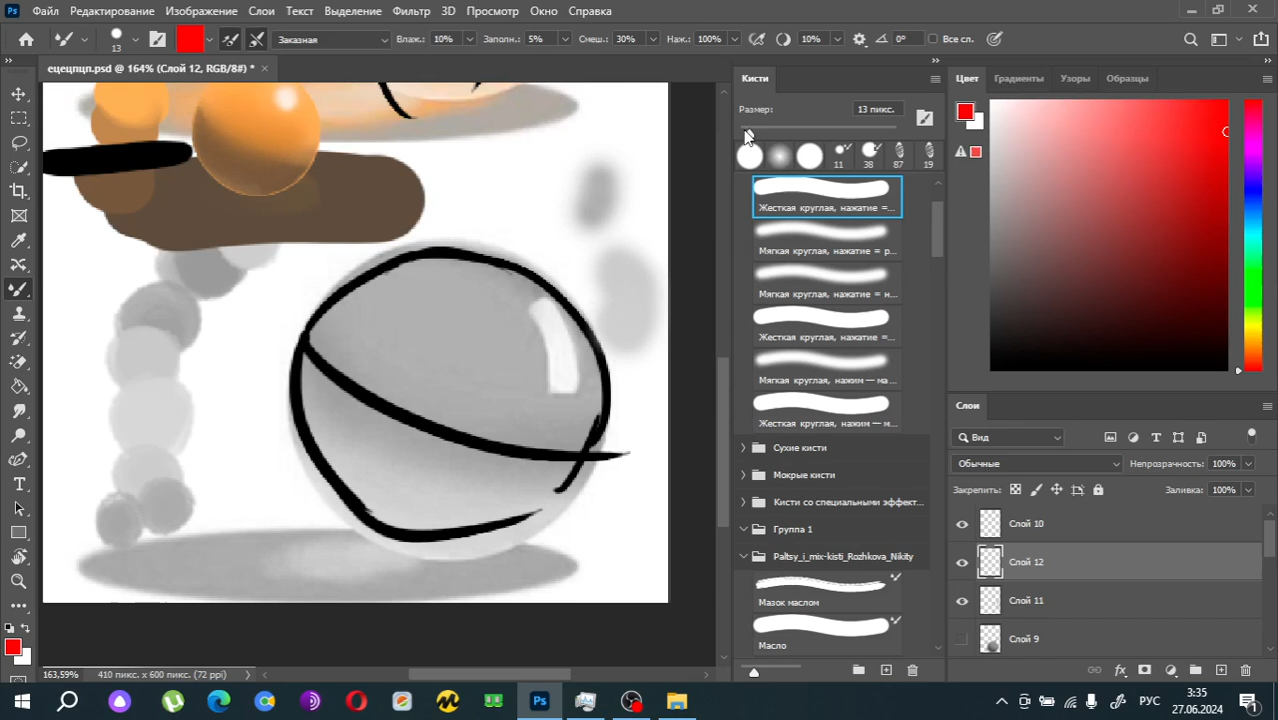 Ps Файл Редактирование Изображение Слои Текст Выделение Фильтр 3D Просмотр Окно Справка
13 Заказная Влаж.: 10% Заполн.: 5% Смеш.: 30% Наж.: 100% 10% 0° Все сл.
ецецпцп.psd @ 164% (Слой 12, RGB/8#) *
Кисти
Размер: 13 пикс.
11 38 87 19
Жесткая круглая, нажатие =...
Мягкая круглая, нажатие = р...
Мягкая круглая, нажатие = н...
Жесткая круглая, нажатие =...
Мягкая круглая, нажим — ма...
Жесткая круглая, нажим — м...
Сухие кисти
Мокрые кисти
Кисти со специальными эффект...
Группа 1
Paltsy_i_mix-kisti_Rozhkova_Nikity
Мазок маслом
Масло
Цвет Градиенты Узоры Образцы
Слои
Вид
Обычные Непрозрачность: 100%
Закрепить: Заливка: 100%
Слой 10
Слой 12
Слой 11
Слой 9
163,59% 410 пикс. x 600 пикс. (72 ppi)
Ps РУС 3:35
27.06.2024
1